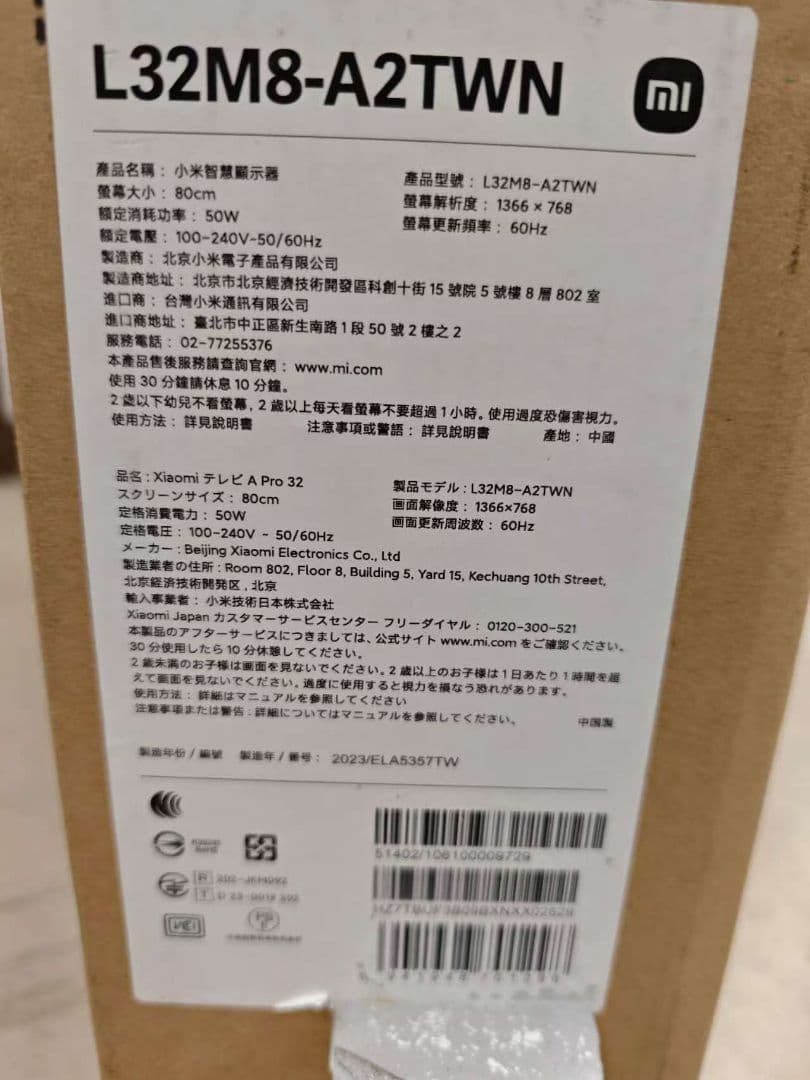 L32M8-A2TWN
mi
產品名稱：小米智慧顯示器
產品型號：L32M8-A2TWN
螢幕大小：80cm
螢幕解析度：1366 × 768
額定消耗功率：50W
螢幕更新頻率：60Hz
額定電壓：100-240V~50/60Hz
製造商：北京小米電子產品有限公司
製造商地址：北京市北京經濟技術開發區科創十街 15 號院 5 號樓 8 層 802 室
進口商：台灣小米通訊有限公司
進口商地址：臺北市中正區新生南路 1 段 50 號 2 樓之 2
服務電話：02-77255376
本產品售後服務請查詢官網：www.mi.com
使用 30 分鐘請休息 10 分鐘。
2 歲以下幼兒不看螢幕，2 歲以上每天看螢幕不要超過 1 小時。使用過度恐傷害視力。
使用方法：詳見說明書 注意事項或警語：詳見說明書 產地：中國
品名：Xiaomi テレビ A Pro 32
製品モデル：L32M8-A2TWN
スクリーンサイズ：80cm
画面解像度：1366×768
定格消費電力：50W
画面更新周波数：60Hz
定格電圧：100-240V ~ 50/60Hz
メーカー：Beijing Xiaomi Electronics Co., Ltd
製造業者の住所：Room 802, Floor 8, Building 5, Yard 15, Kechuang 10th Street,
北京経済技術開発区，北京
輸入事業者：小米技術日本株式会社
Xiaomi Japan カスタマーサービスセンター フリーダイヤル：0120-300-521
本製品のアフターサービスにつきましては、公式サイト www.mi.com をご確認ください。
30 分使用したら 10 分休憩してください。
2 歳未満のお子様は画面を見ないでください。2 歳以上のお子様は 1 日あたり 1 時間を超
えて画面を見ないでください。過度に使用すると視力を損なう恐れがあります。
使用方法：詳細はマニュアルを参照してください
注意事項または警告：詳細についてはマニュアルを参照してください。 中国製
製造年份 / 編號 製造年 / 番号：2023/ELA5357TW
51402/106100008729
R
T